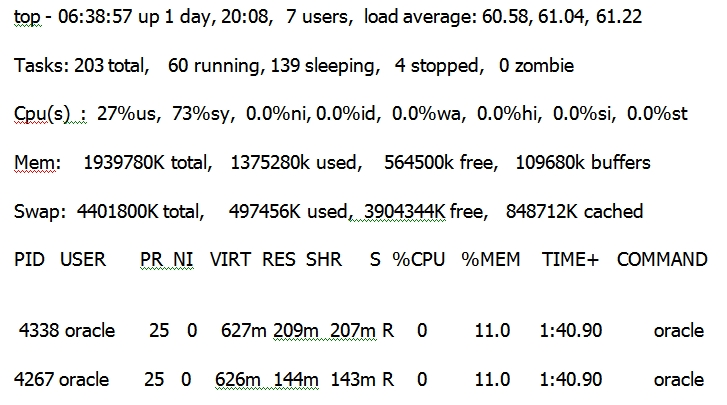 top - 06:38:57 up 1 day, 20:08, 7 users, load average: 60.58, 61.04, 61.22
Tasks: 203 total, 60 running, 139 sleeping, 4 stopped, 0 zombie
Cpu(s) : 27%us, 73%sy, 0.0%ni, 0.0%id, 0.0%wa, 0.0%hi, 0.0%si, 0.0%st
Mem: 1939780K total, 1375280k used, 564500k free, 109680k buffers
Swap: 4401800K total, 497456K used, 3904344K free, 848712K cached
PID USER PR NI VIRT RES SHR S %CPU %MEM TIME+ COMMAND
4338 oracle 25 0 627m 209m 207m R 0 11.0 1:40.90 oracle
4267 oracle 25 0 626m 144m 143m R 0 11.0 1:40.90 oracle